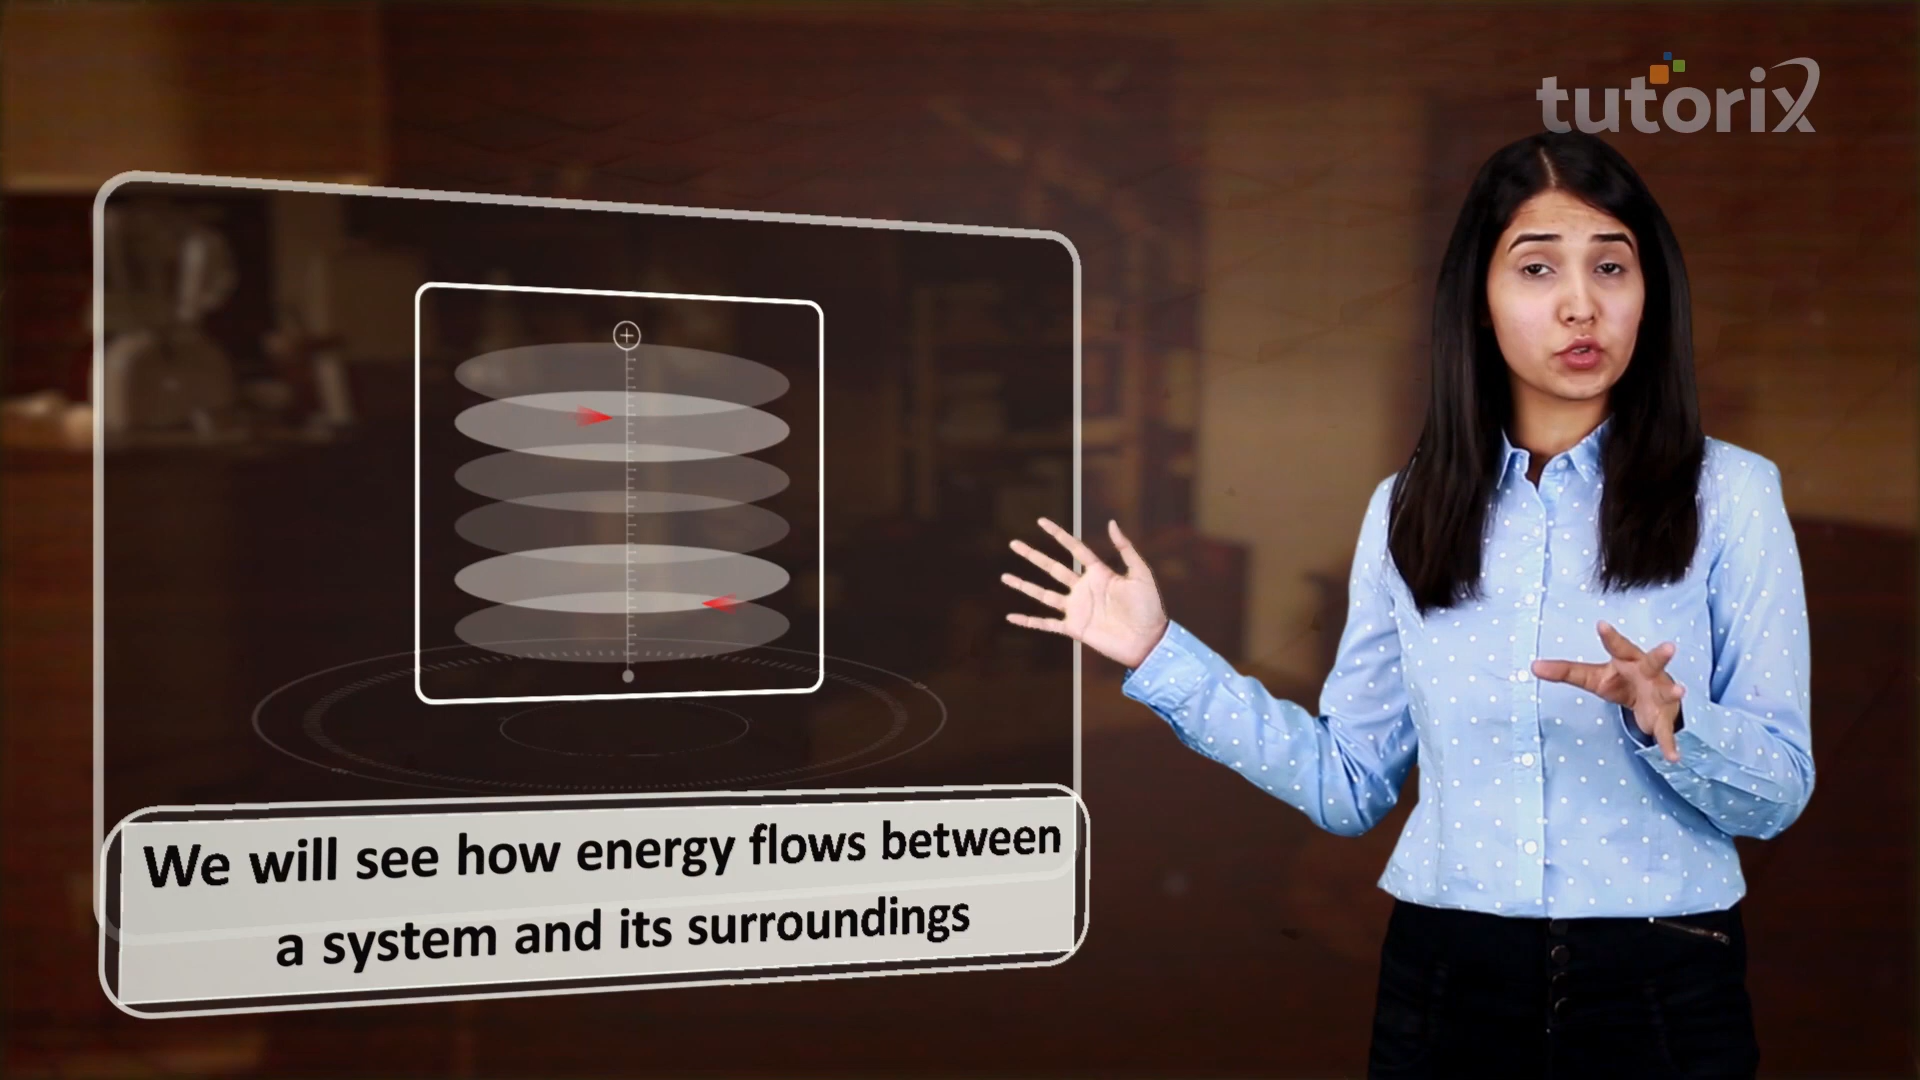 tutorix
We will see how energy flows between
a system and its surroundings